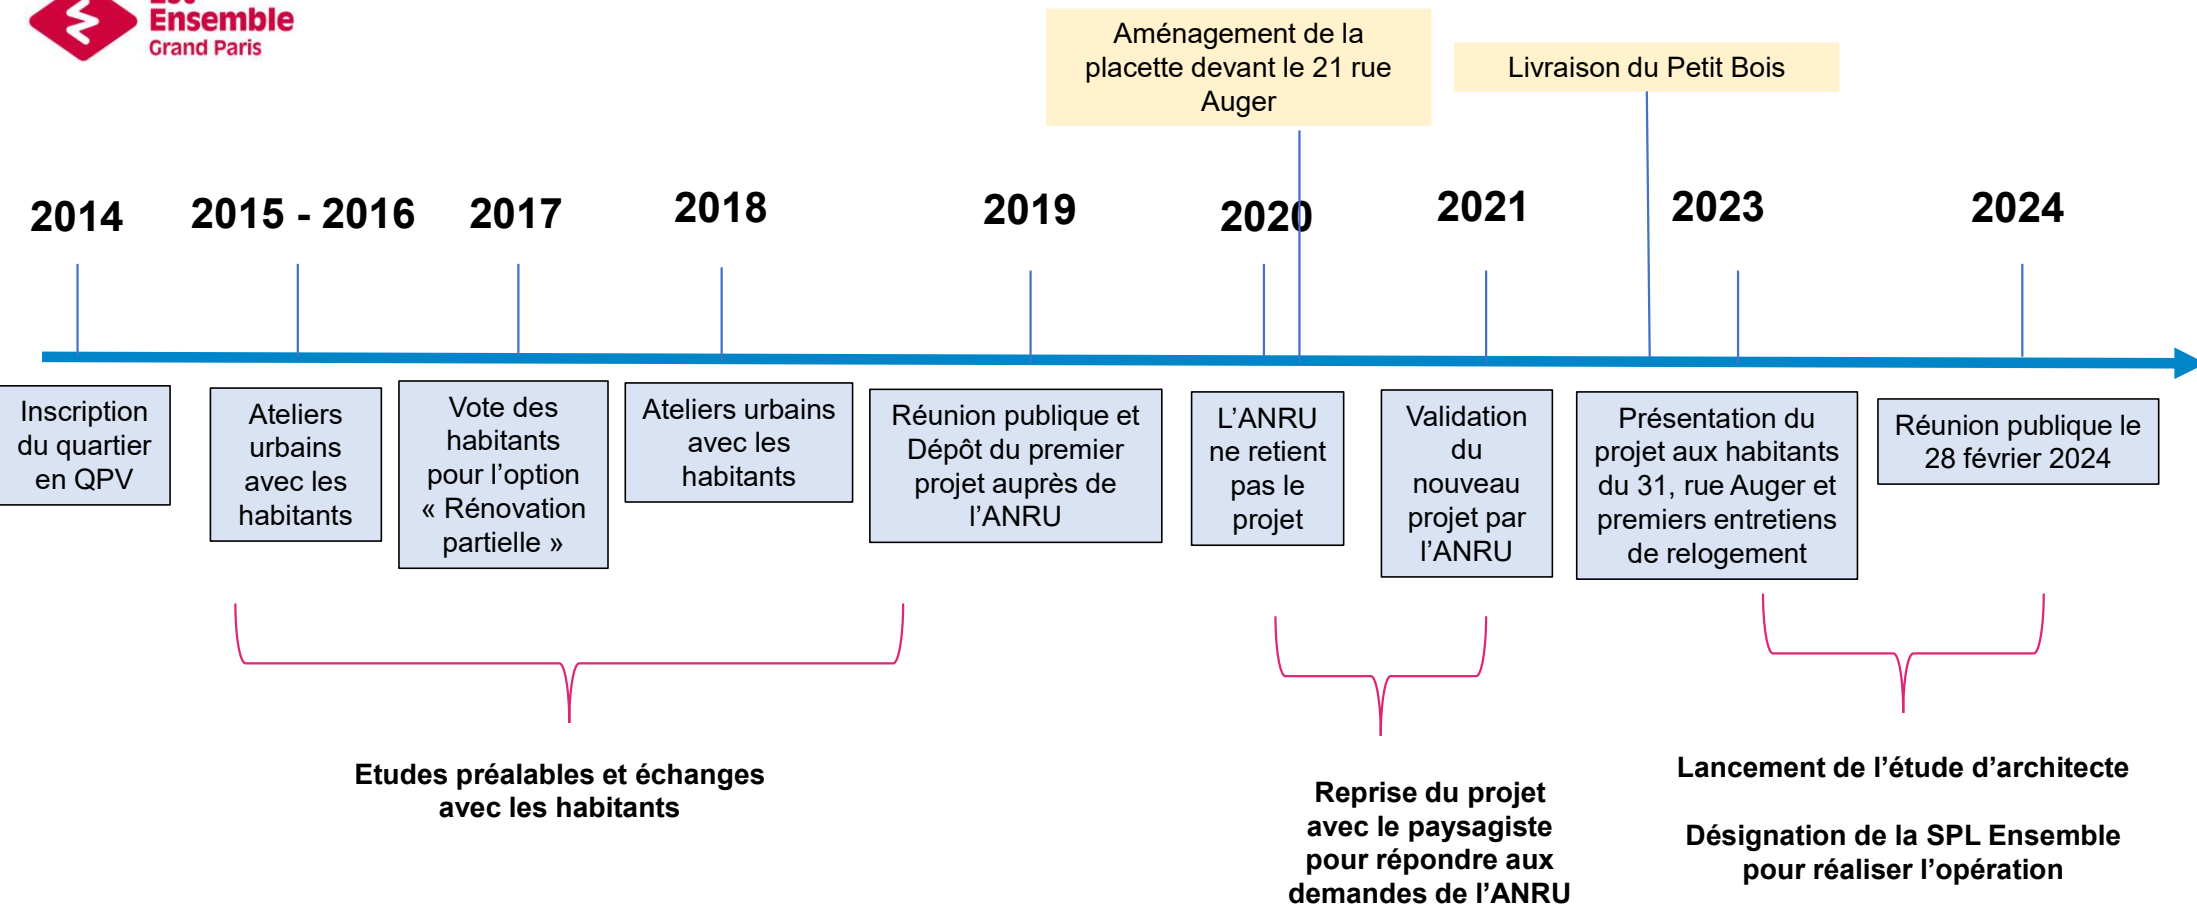 Ensemble
Grand Paris
Aménagement de la
placette devant le 21 rue
Auger
Livraison du Petit Bois
2014
2015 - 2016
2017
2018
2019
2020
2021
2023
2024
Inscription
du quartier
en QPV
Ateliers
urbains
avec les
habitants
Vote des
habitants
pour l’option
« Rénovation
partielle »
Ateliers urbains
avec les
habitants
Réunion publique et
Dépôt du premier
projet auprès de
l’ANRU
L’ANRU
ne retient
pas le
projet
Validation
du
nouveau
projet par
l’ANRU
Présentation du
projet aux habitants
du 31, rue Auger et
premiers entretiens
de relogement
Réunion publique le
28 février 2024
Etudes préalables et échanges
avec les habitants
Reprise du projet
avec le paysagiste
pour répondre aux
demandes de l’ANRU
Lancement de l’étude d’architecte
Désignation de la SPL Ensemble
pour réaliser l’opération